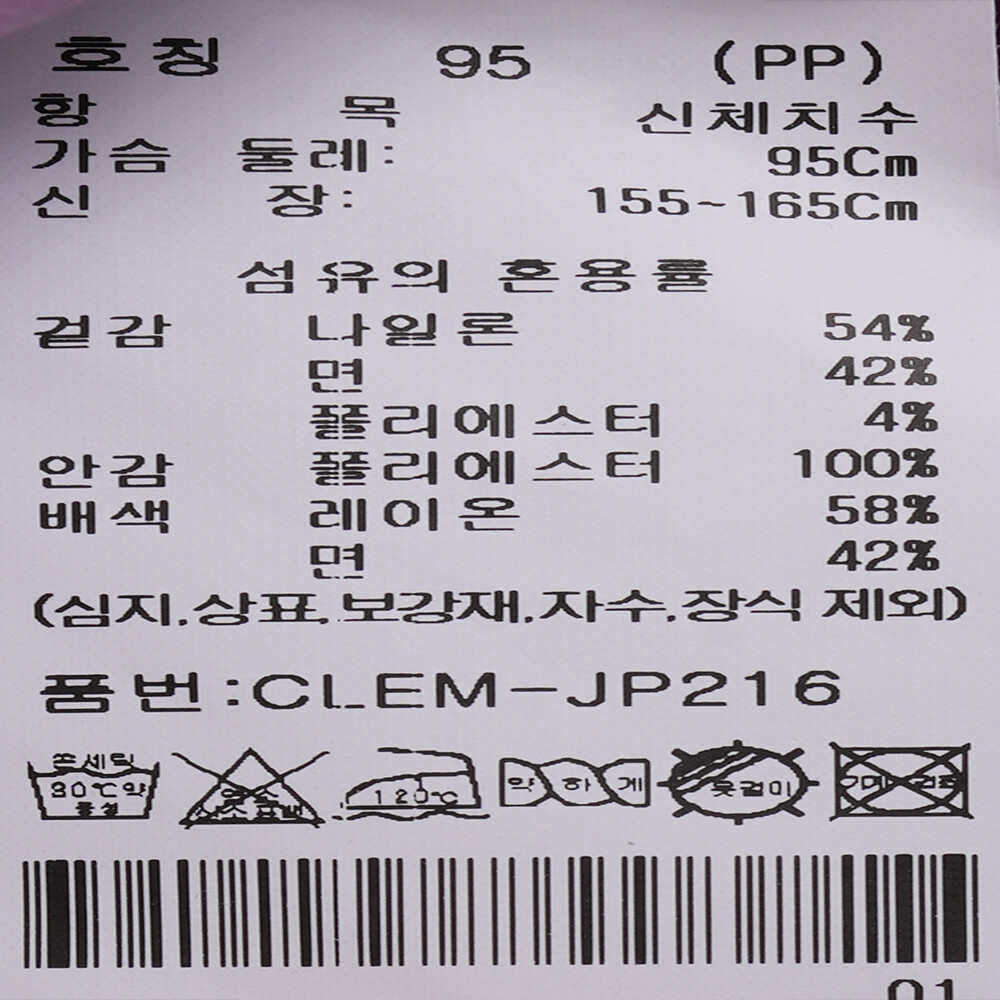 호칭 95 (PP)
항 목 신체치수
가슴 둘레: 95Cm
신 장: 155~165Cm
섬유의 혼용률
겉감 나일론 54%
면 42%
폴리에스터 4%
안감 폴리에스터 100%
배색 레이온 58%
면 42%
(심지.상표.보강재.자수.장식 제외)
품번:CLEM-JP216
손세탁
30℃약 120℃ 약하게 옷걸이
중성
01